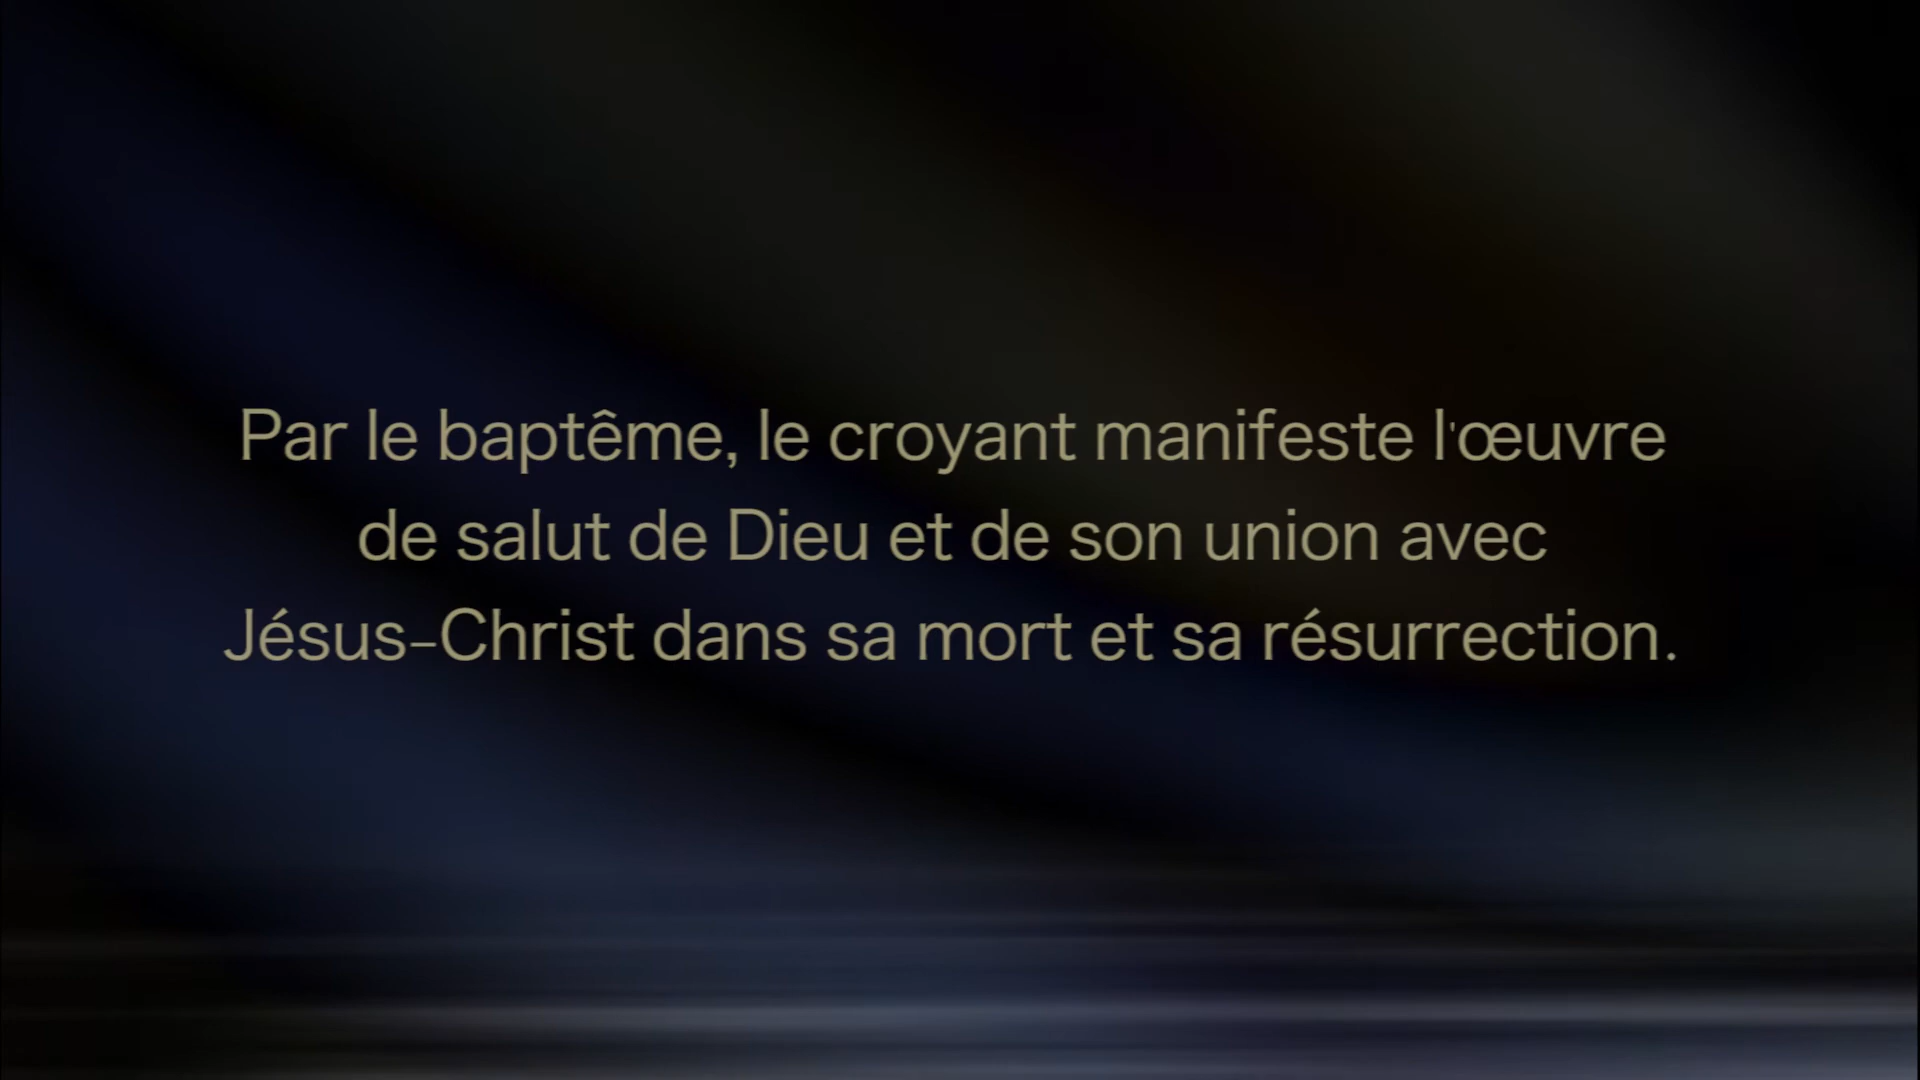 Par le baptême, le croyant manifeste l'œuvre
de salut de Dieu et de son union avec
Jésus-Christ dans sa mort et sa résurrection.